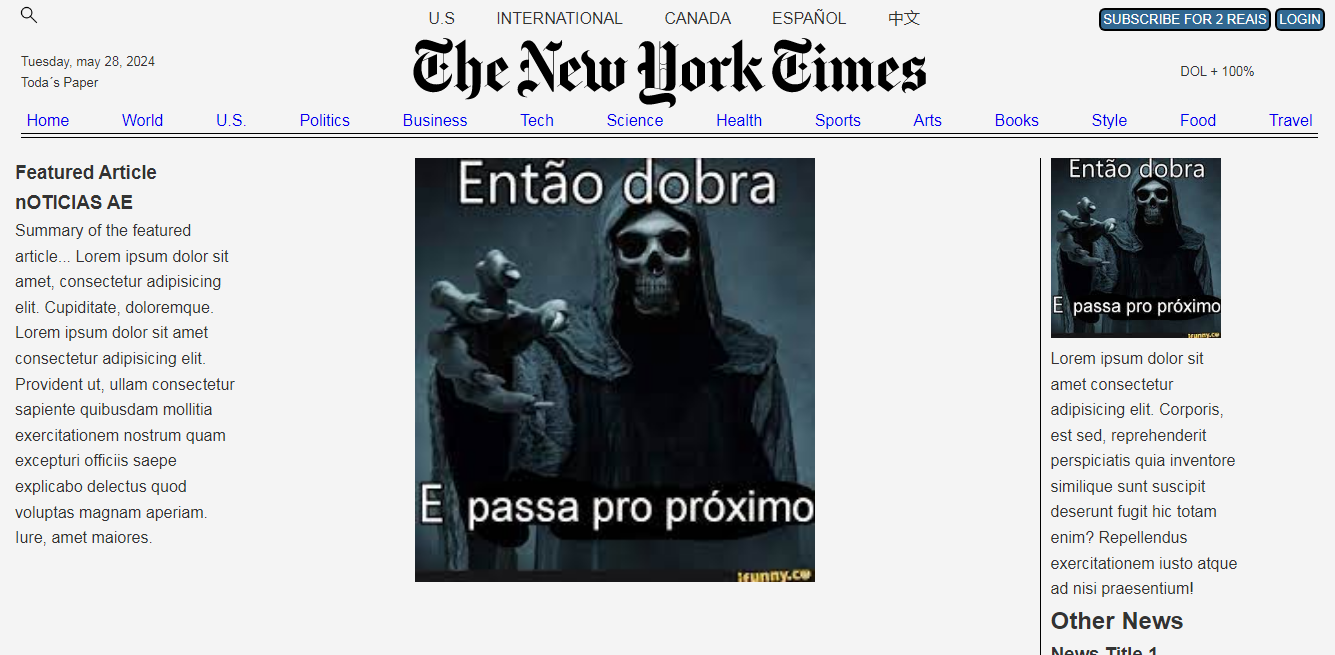 U.S INTERNATIONAL CANADA ESPAÑOL 中文
SUBSCRIBE FOR 2 REAIS LOGIN
Tuesday, may 28, 2024
Toda´s Paper
The New York Times
DOL + 100%
Home World U.S. Politics Business Tech Science Health Sports Arts Books Style Food Travel
Featured Article
nOTICIAS AE
Summary of the featured
article... Lorem ipsum dolor sit
amet, consectetur adipisicing
elit. Cupiditate, doloremque.
Lorem ipsum dolor sit amet
consectetur adipisicing elit.
Provident ut, ullam consectetur
sapiente quibusdam mollitia
exercitationem nostrum quam
excepturi officiis saepe
explicabo delectus quod
voluptas magnam aperiam.
Iure, amet maiores.
Então dobra
E passa pro próximo
ifunny.co
Então dobra
E passa pro próximo
ifunny.co
Lorem ipsum dolor sit
amet consectetur
adipisicing elit. Corporis,
est sed, reprehenderit
perspiciatis quia inventore
similique sunt suscipit
deserunt fugit hic totam
enim? Repellendus
exercitationem iusto atque
ad nisi praesentium!
Other News
News Title 1